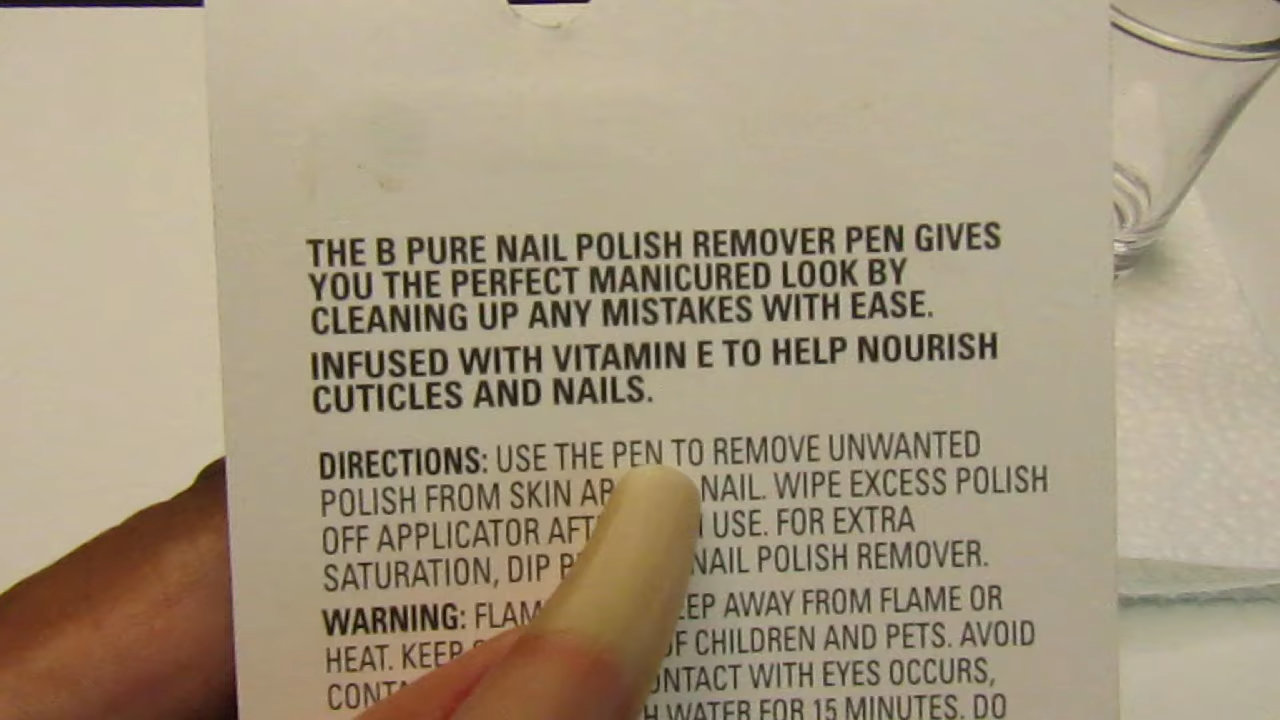 THE B PURE NAIL POLISH REMOVER PEN GIVES
YOU THE PERFECT MANICURED LOOK BY
CLEANING UP ANY MISTAKES WITH EASE.
INFUSED WITH VITAMIN E TO HELP NOURISH
CUTICLES AND NAILS.
DIRECTIONS: USE THE PEN TO REMOVE UNWANTED
POLISH FROM SKIN NAIL. WIPE EXCESS POLISH
OFF APPLICATOR USE. FOR EXTRA
SATURATION, DIP NAIL POLISH REMOVER.
WARNING: AWAY FROM FLAME OR
HEAT. KEEP OF CHILDREN AND PETS. AVOID
WITH EYES OCCURS,
WATER FOR 15 MINUTES. DO